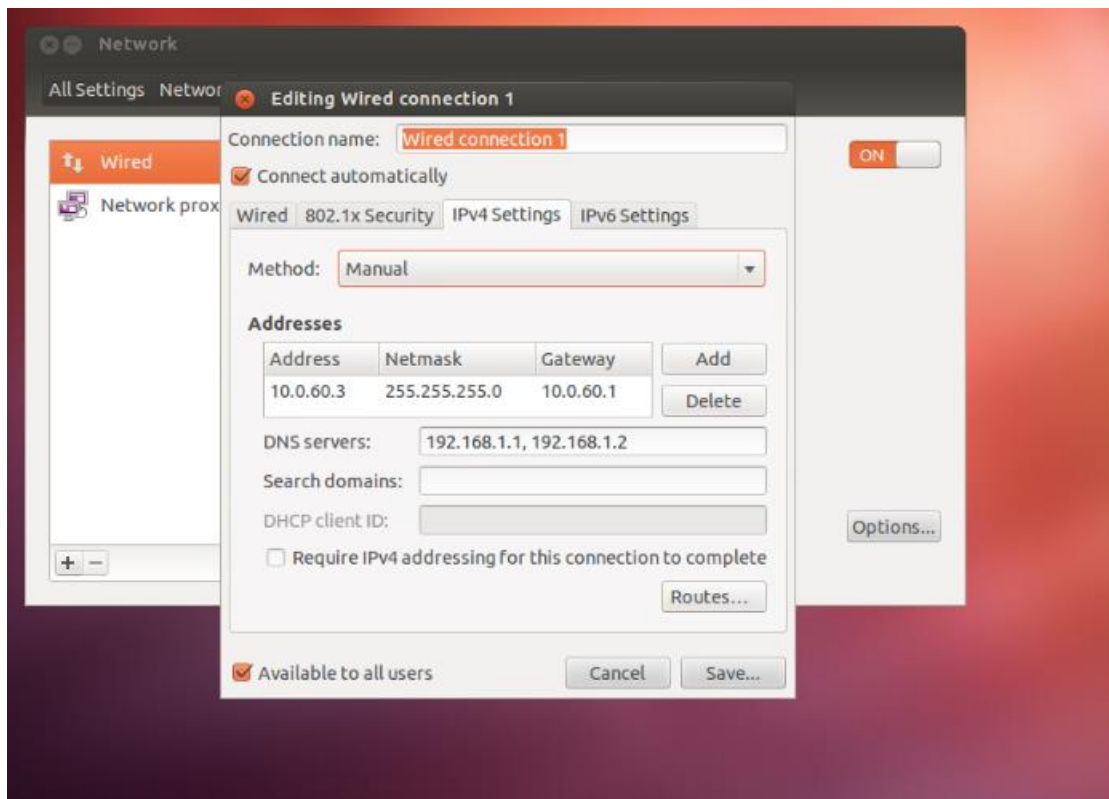 Network
All Settings Networ
Editing Wired connection 1
Connection name: Wired connection 1
ON
Wired
Connect automatically
Network prox
Wired 802.1x Security IPv4 Settings IPv6 Settings
Method: Manual
Addresses
Address Netmask Gateway Add
10.0.60.3 255.255.255.0 10.0.60.1
Delete
DNS servers: 192.168.1.1, 192.168.1.2
Search domains:
DHCP client ID:
Options...
Require IPv4 addressing for this connection to complete
Routes...
Available to all users Cancel Save...